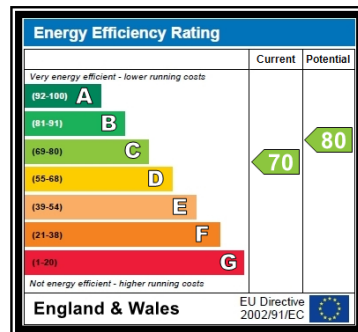 Energy Efficiency Rating
Current Potential
Very energy efficient - lower running costs
(92-100) A
(81-91) B
(69-80) C
(55-68) D
(39-54) E
(21-38) F
(1-20) G
70
80
Not energy efficient - higher running costs
England & Wales
EU Directive
2002/91/EC